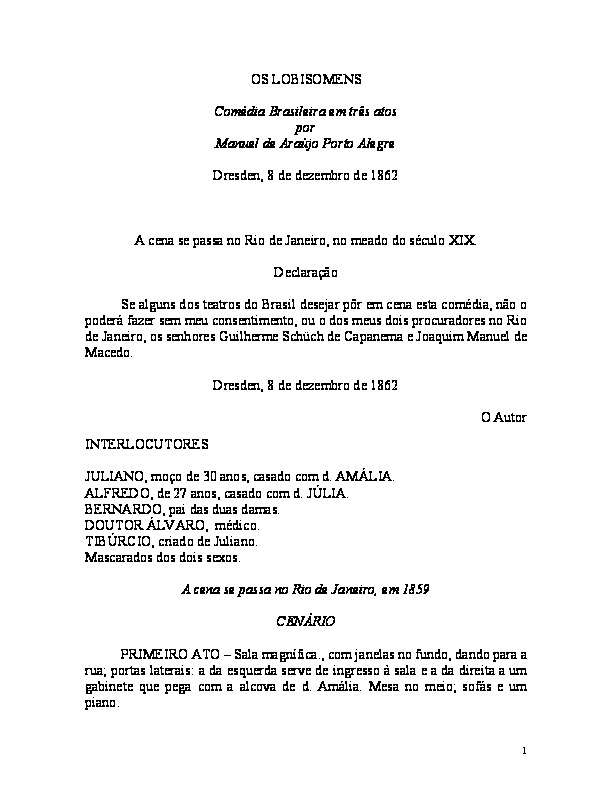 OS LOBISOMENS
Comédia Brasileira em três atos
por
Manuel de Araújo Porto Alegre
Dresden, 8 de dezembro de 1862
A cena se passa no Rio de Janeiro, no meado do século XIX.
Declaração
Se alguns dos teatros do Brasil desejar pôr em cena esta comédia, não o
poderá fazer sem meu consentimento, ou o dos meus dois procuradores no Rio
de Janeiro, os senhores Guilherme Schüch de Capanema e Joaquim Manuel de
Macedo.
Dresden, 8 de dezembro de 1862
O Autor
INTERLOCUTORES
JULIANO, moço de 30 anos, casado com d. AMÁLIA.
ALFREDO, de 27 anos, casado com d. JÚLIA.
BERNARDO, pai das duas damas.
DOUTOR ÁLVARO, médico.
TIBÚRCIO, criado de Juliano.
Mascarados dos dois sexos.
A cena se passa no Rio de Janeiro, em 1859
CENÁRIO
PRIMEIRO ATO – Sala magnífica., com janelas no fundo, dando para a
rua; portas laterais: a da esquerda serve de ingresso à sala e a da direita a um
gabinete que pega com a alcova de d. Amália. Mesa no meio; sofás e um
piano.
1